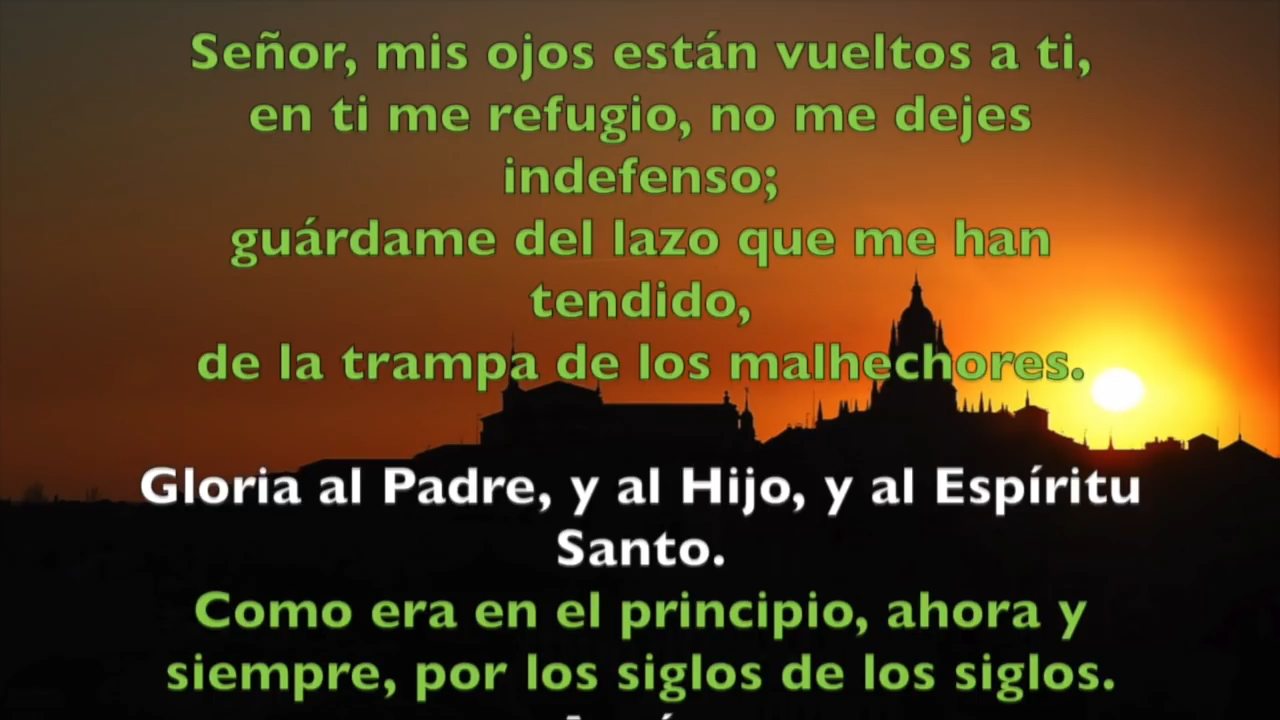 Señor, mis ojos están vueltos a ti,
en ti me refugio, no me dejes
indefenso;
guárdame del lazo que me han
tendido,
de la trampa de los malhechores.
Gloria al Padre, y al Hijo, y al Espíritu
Santo.
Como era en el principio, ahora y
siempre, por los siglos de los siglos.